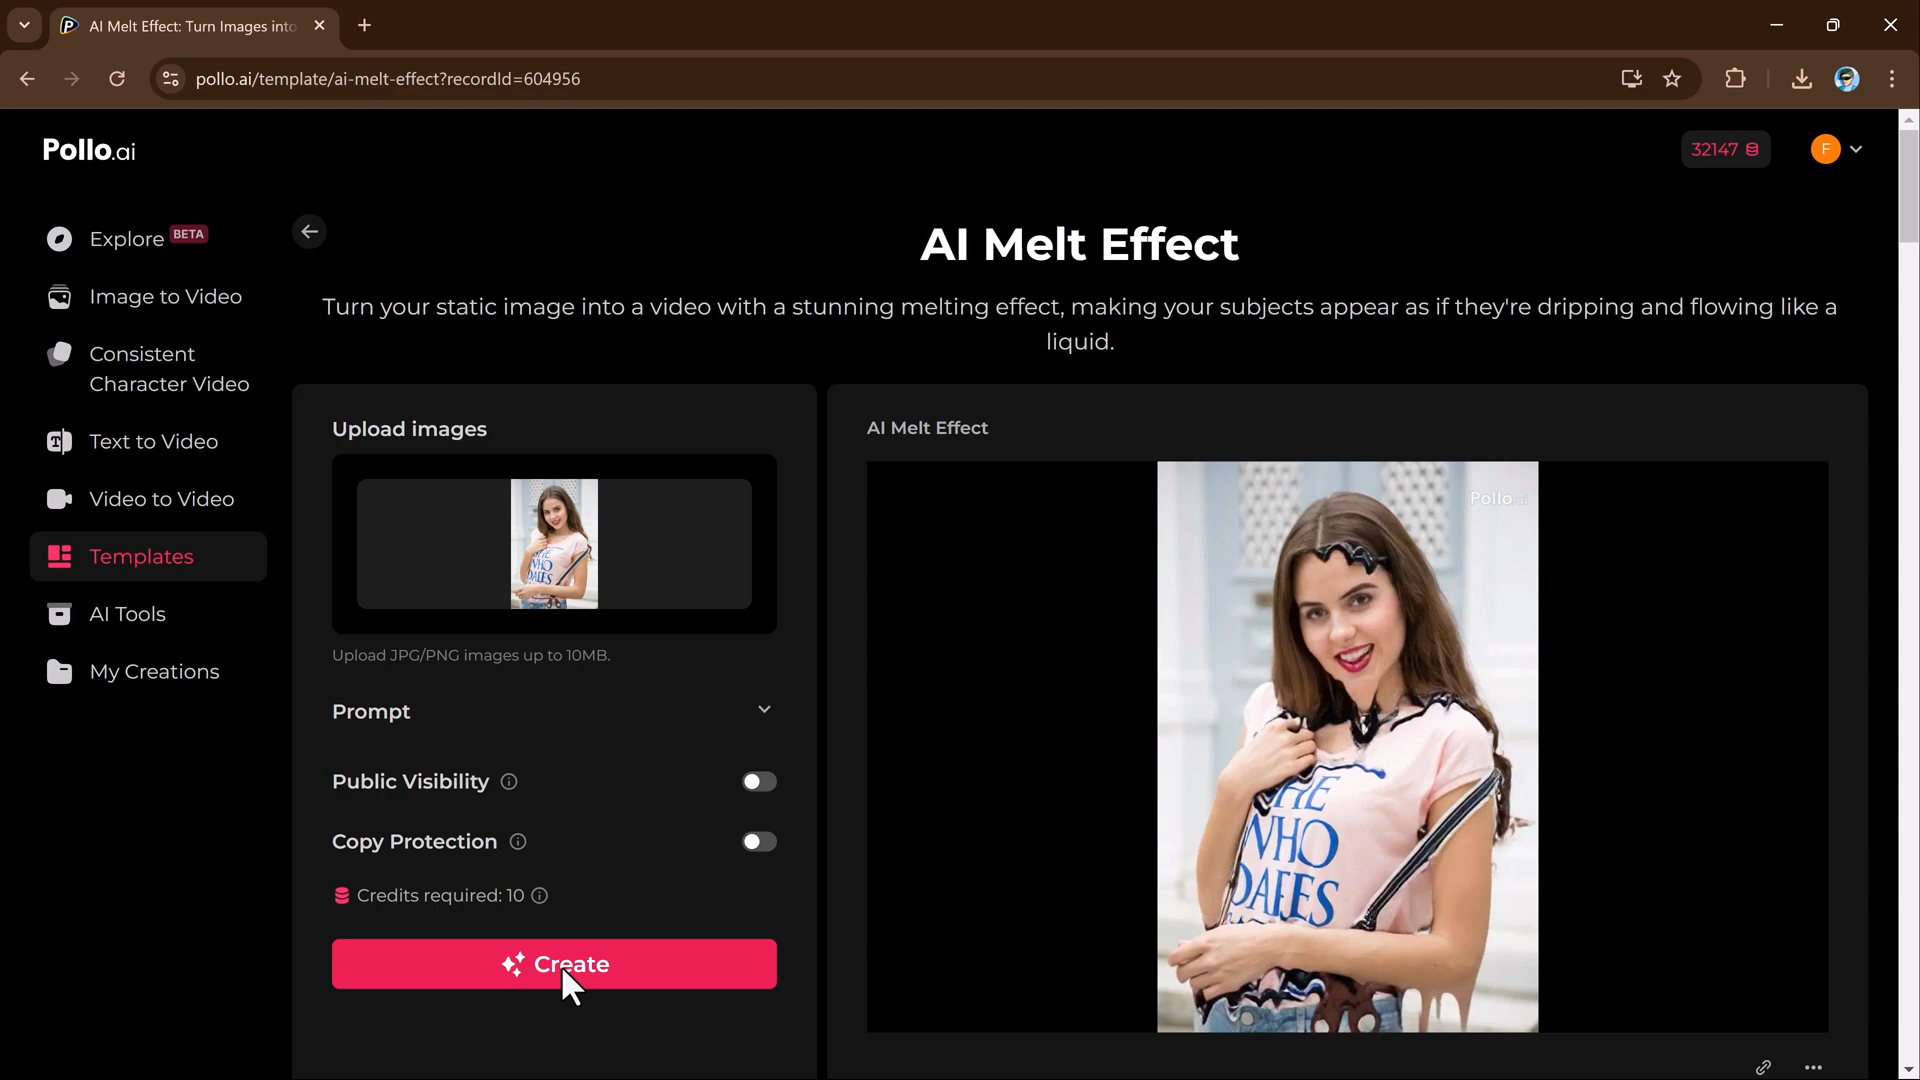 AI Melt Effect: Turn Images into
pollo.ai/template/ai-melt-effect?recordId=604956
Pollo.ai
32147
F
Explore BETA
Image to Video
Consistent
Character Video
Text to Video
Video to Video
Templates
AI Tools
My Creations
AI Melt Effect
Turn your static image into a video with a stunning melting effect, making your subjects appear as if they're dripping and flowing like a
liquid.
Upload images
WHO
Upload JPG/PNG images up to 10MB.
Prompt
Public Visibility
Copy Protection
Credits required: 10
Create
AI Melt Effect
Pollo.ai
HE
WHO